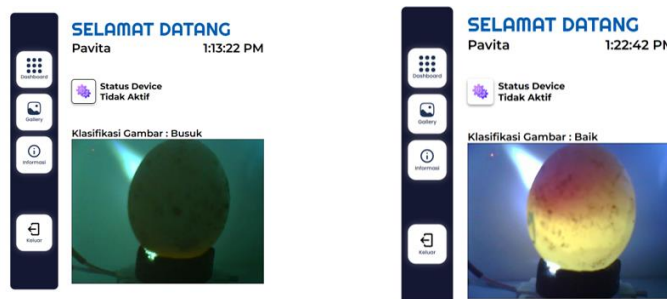 SELAMAT DATANG
Pavita 1:13:22 PM
Dashboard
Status Device
Tidak Aktif
Gallery
Klasifikasi Gambar : Busuk
Informasi
Keluar
SELAMAT DATANG
Pavita 1:22:42 PM
Dashboard
Status Device
Tidak Aktif
Gallery
Klasifikasi Gambar : Baik
Informasi
Keluar